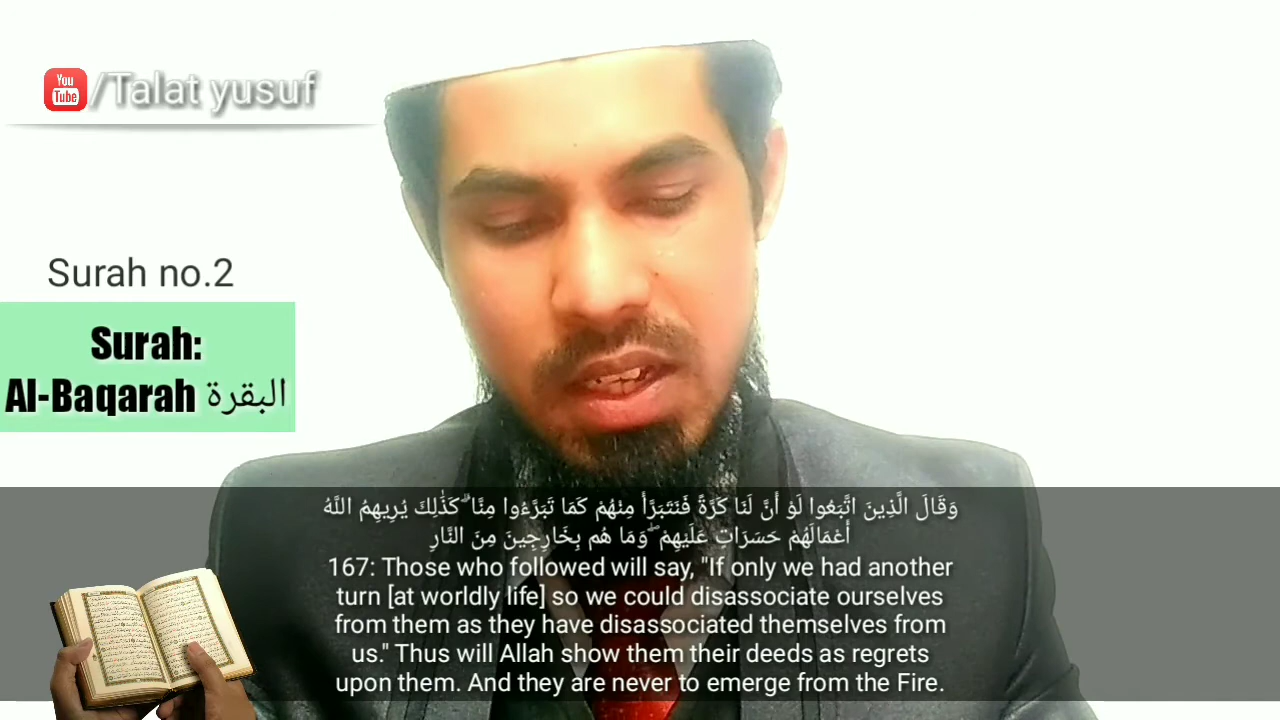 You Tube /Talat yusuf
Surah no.2
Surah:
Al-Baqarah البقرة
وَقَالَ الَّذِينَ اتَّبَعُوا لَوْ أَنَّ لَنَا كَرَّةً فَنَتَبَرَّأَ مِنْهُمْ كَمَا تَبَرَّءُوا مِنَّا ۗ كَذَٰلِكَ يُرِيهِمُ اللَّهُ
أَعْمَالَهُمْ حَسَرَاتٍ عَلَيْهِمْ ۖ وَمَا هُم بِخَارِجِينَ مِنَ النَّارِ
167: Those who followed will say, "If only we had another
turn [at worldly life] so we could disassociate ourselves
from them as they have disassociated themselves from
us." Thus will Allah show them their deeds as regrets
upon them. And they are never to emerge from the Fire.